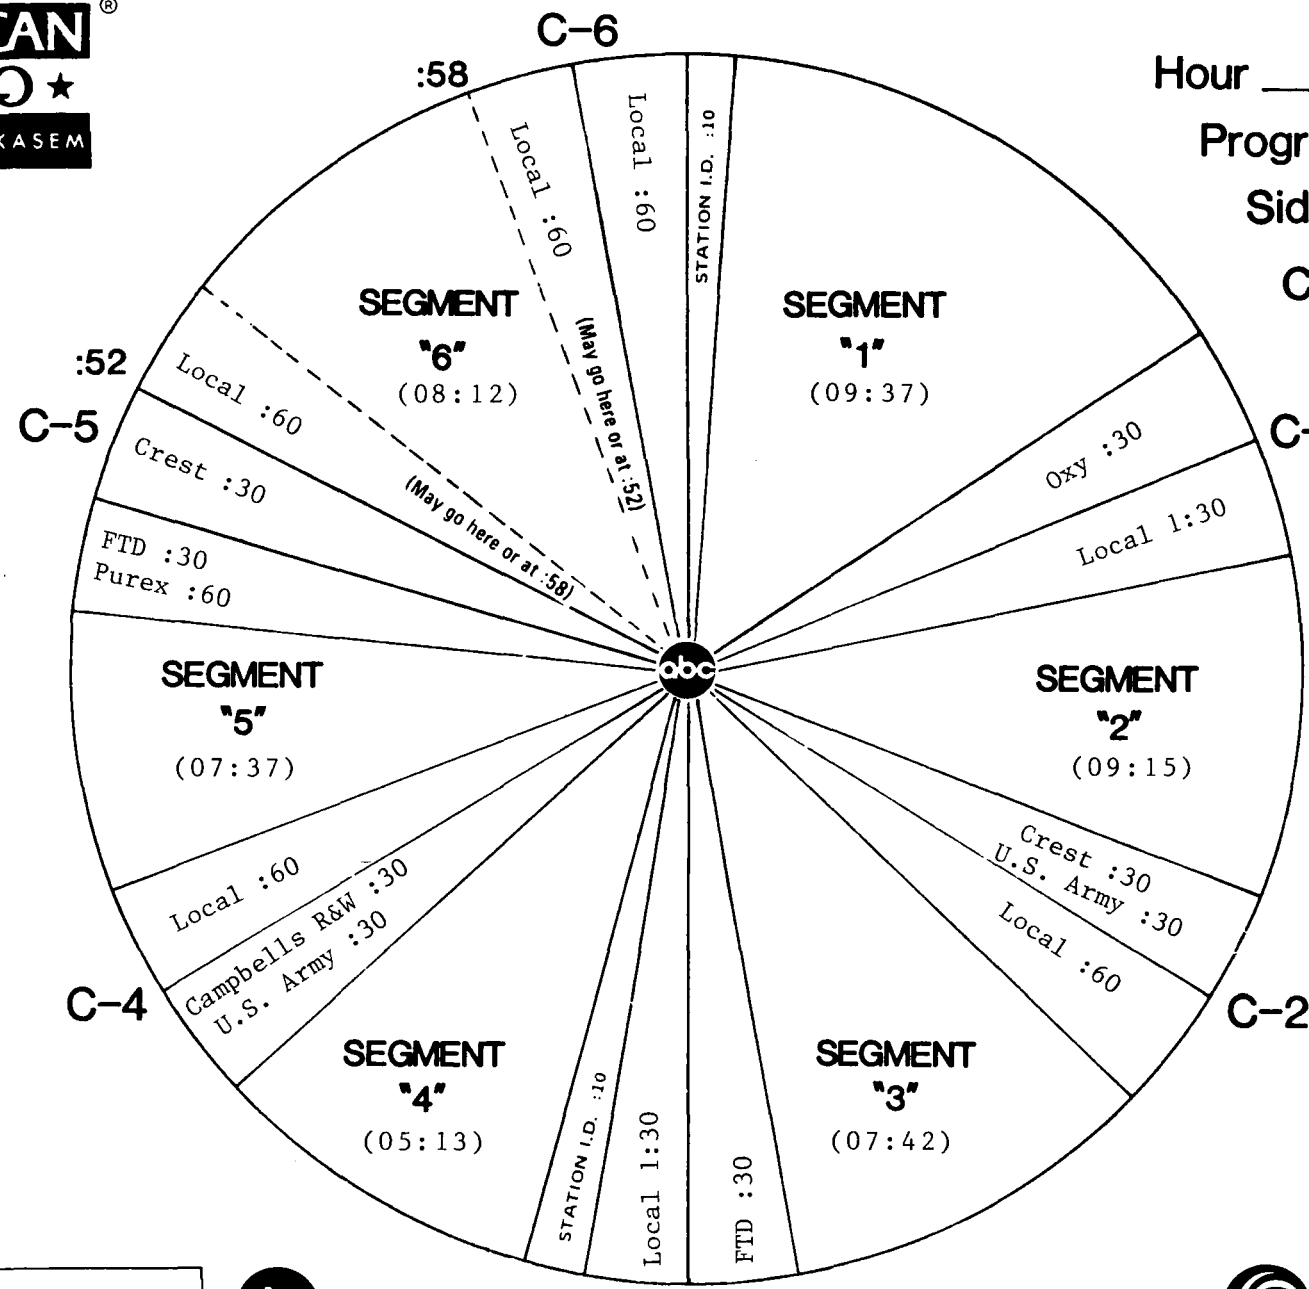 CAN
®
★
KASEM
C-6
:58
Hour
Progr
Sid
C
Local :60
Local :60
STATION I.D. :10
SEGMENT
"6"
(08:12)
(May go here or at :52)
SEGMENT
"1"
(09:37)
:52
C-5
Local :60
(May go here or at :58)
Crest :30
FTD :30
Purex :60
Oxy :30
C-
Local 1:30
abc
SEGMENT
"5"
(07:37)
SEGMENT
"2"
(09:15)
Local :60
Campbells R&W :30
U.S. Army :30
C-4
Crest :30
U.S. Army :30
Local :60
C-2
SEGMENT
"4"
(05:13)
STATION I.D. :10
Local 1:30
FTD :30
SEGMENT
"3"
(07:42)